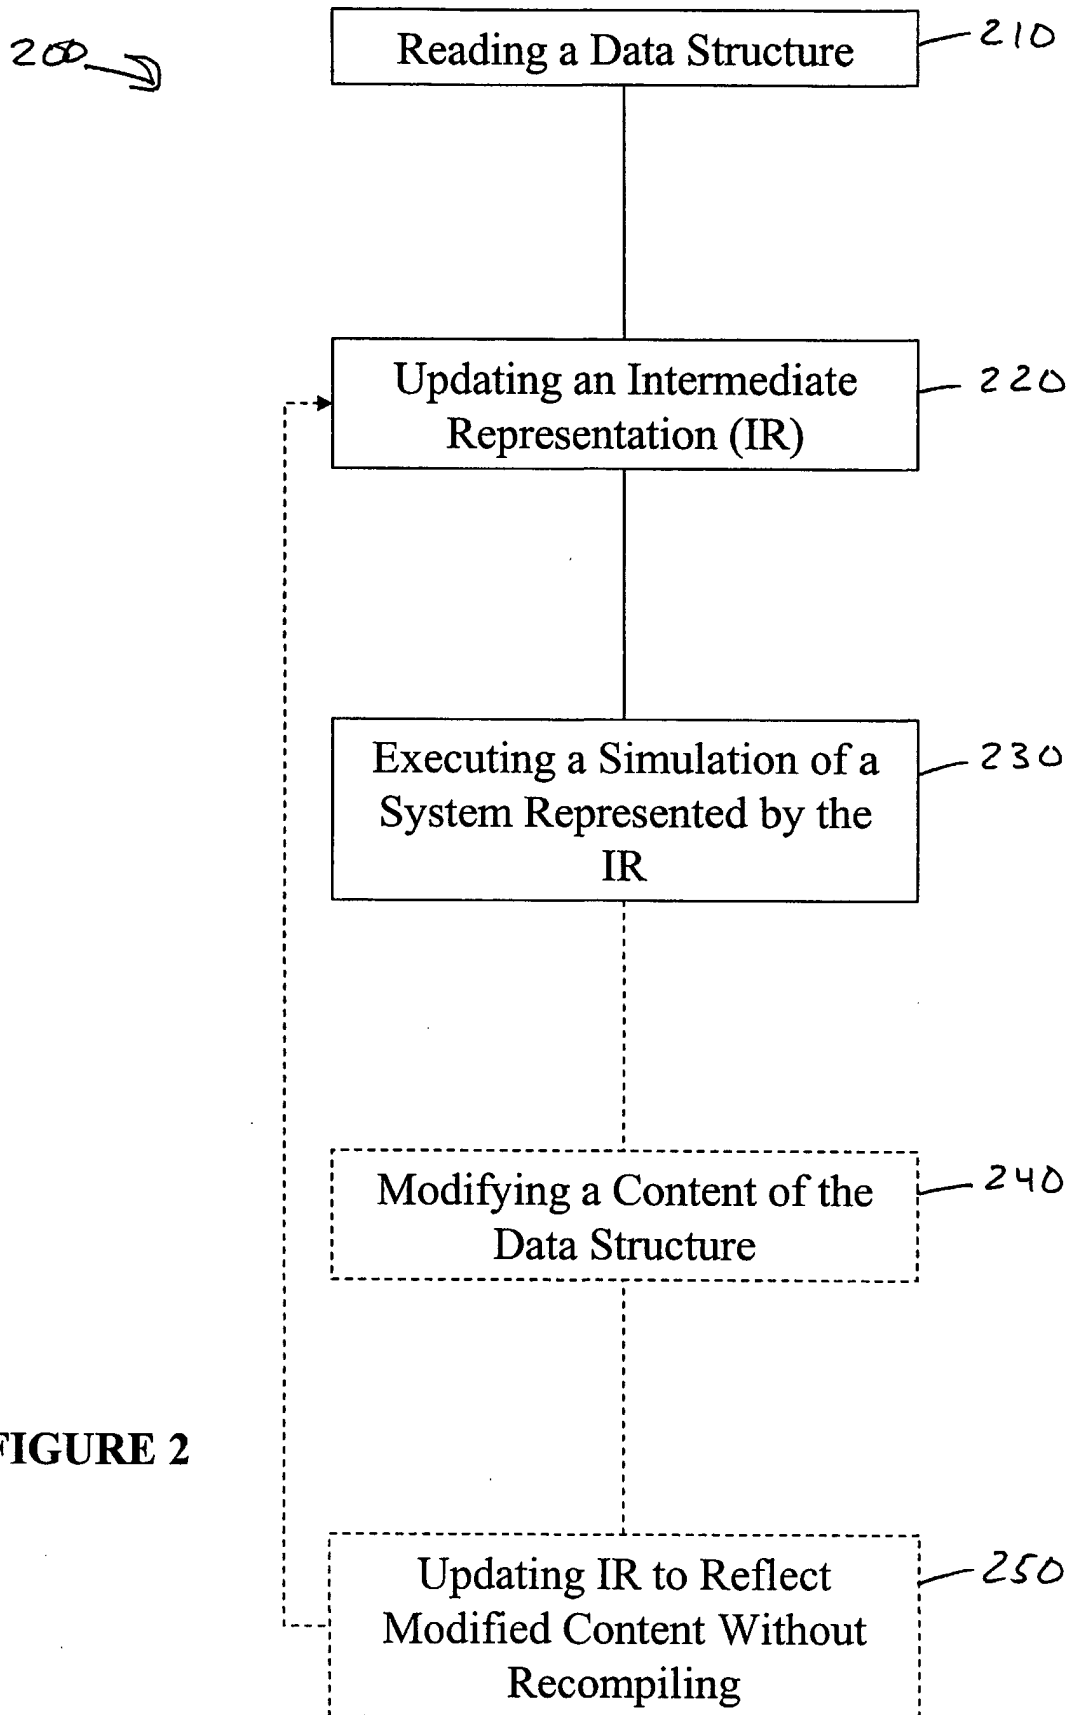 200
Reading a Data Structure
210
Updating an Intermediate
Representation (IR)
220
Executing a Simulation of a
System Represented by the
IR
230
Modifying a Content of the
Data Structure
240
FIGURE 2
Updating IR to Reflect
Modified Content Without
Recompiling
250